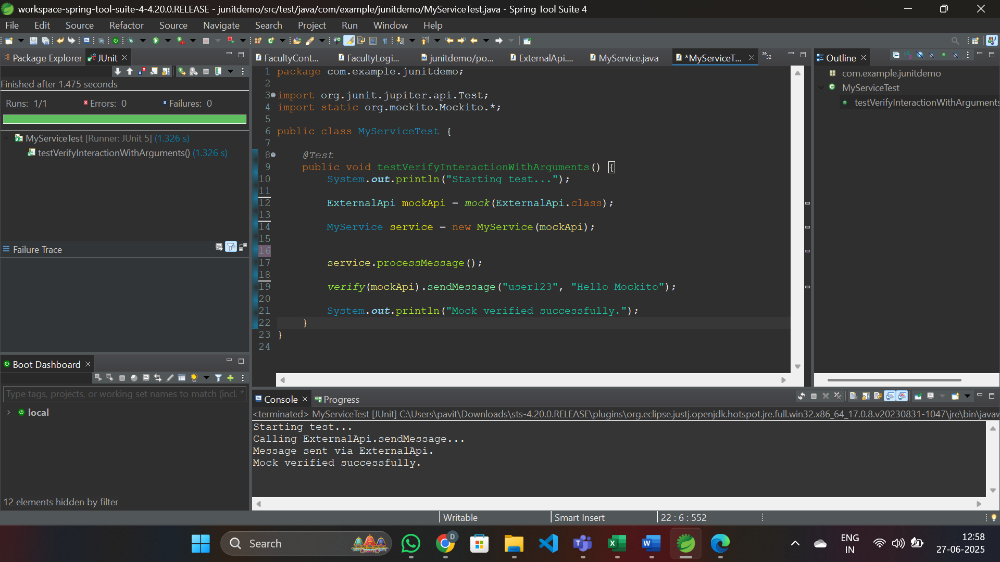 workspace-spring-tool-suite-4-4.20.0.RELEASE - junitdemo/src/test/java/com/example/junitdemo/MyServiceTest.java - Spring Tool Suite 4
File Edit Source Refactor Source Navigate Search Project Run Window Help
Package Explorer JUnit
Finished after 1.475 seconds
Runs: 1/1 Errors: 0 Failures: 0
MyServiceTest [Runner: JUnit 5] (1.326 s)
testVerifyInteractionWithArguments() (1.326 s)
Failure Trace
Boot Dashboard
Type tags, projects, or working set names to match (incl. *
local
12 elements hidden by filter
FacultyCont... FacultyLogi... junitdemo/po... ExternalApi.... MyService.java *MyServiceT... »32
1 package com.example.junitdemo;
2
3 import org.junit.jupiter.api.Test;
4 import static org.mockito.Mockito.*;
5
6 public class MyServiceTest {
7
8 @Test
9 public void testVerifyInteractionWithArguments() {
10 System.out.println("Starting test...");
11
12 ExternalApi mockApi = mock(ExternalApi.class);
13
14 MyService service = new MyService(mockApi);
15
16
17 service.processMessage();
18
19 verify(mockApi).sendMessage("user123", "Hello Mockito");
20
21 System.out.println("Mock verified successfully.");
22 }
23 }
24
Outline
com.example.junitdemo
MyServiceTest
testVerifyInteractionWithArguments
Console Progress
<terminated> MyServiceTest [JUnit] C:\Users\pavit\Downloads\sts-4.20.0.RELEASE\plugins\org.eclipse.justj.openjdk.hotspot.jre.full.win32.x86_64_17.0.8.v20230831-1047\jre\bin\javaw
Starting test...
Calling ExternalApi.sendMessage...
Message sent via ExternalApi.
Mock verified successfully.
Writable Smart Insert 22 : 6 : 552
Search
D
ENG
IN
12:58
27-06-2025